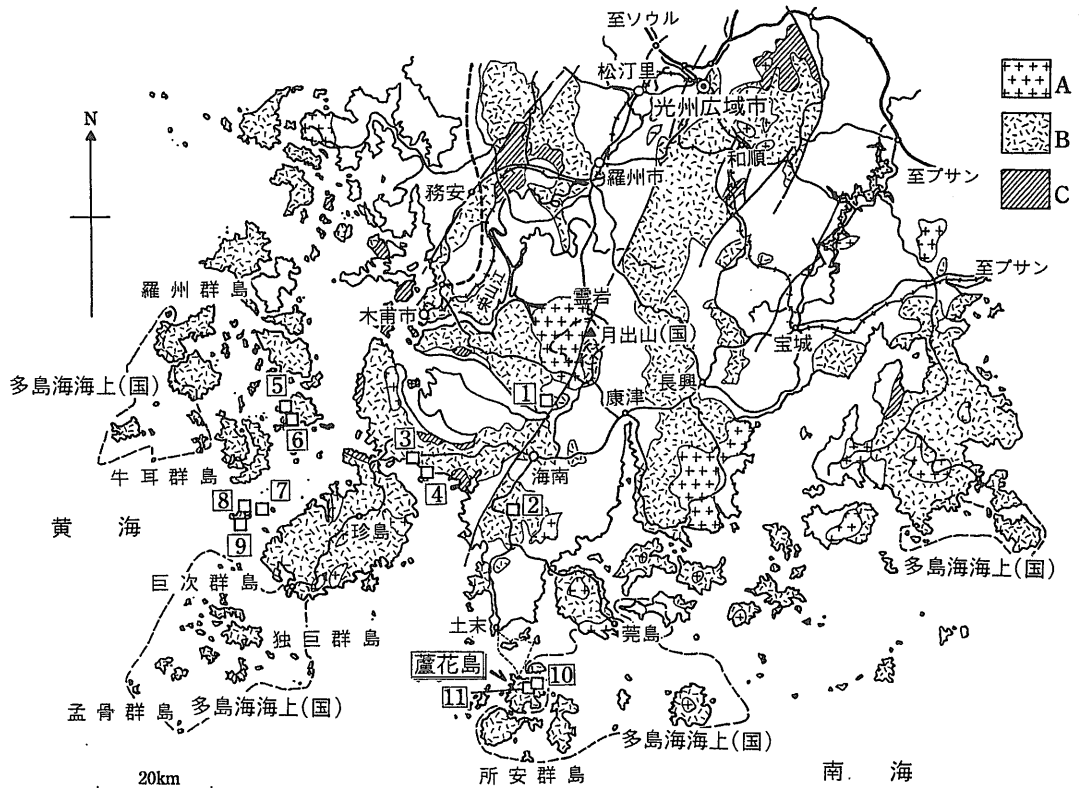 至ソウル
松汀里
光州広域市
A
B
C
N
和順
羅州市
務安
至ブサン
至ブサン
羅州群島
栄山江
霊岩
木甫市
月出山(国)
宝城
多島海海上(国)
5
1
長興
康津
6
3
海南
牛耳群島
4
8
7
2
黄海
珍島
9
多島海海上(国)
巨次群島
土末
莞島
独巨群島
蘆花島
10
11
孟骨群島
多島海海上(国)
多島海海上(国)
20km
所安群島
南海